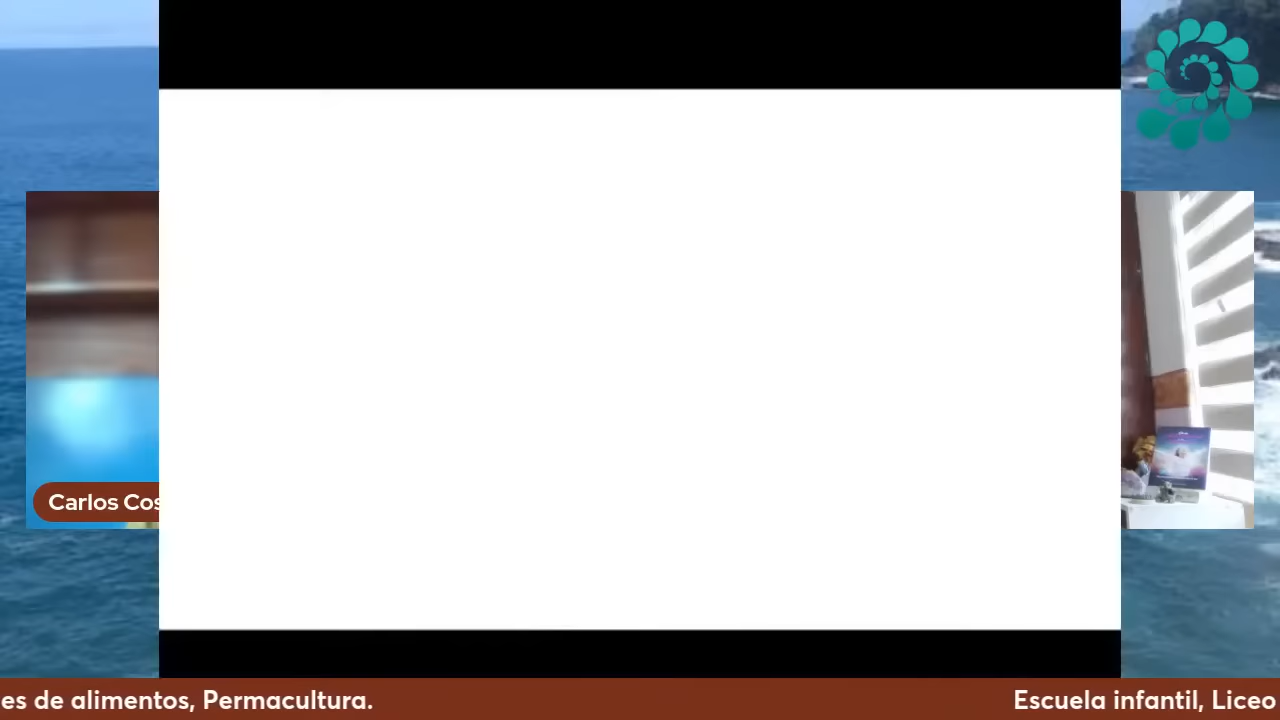 Carlos Cos
es de alimentos, Permacultura.
Escuela infantil, Liceo